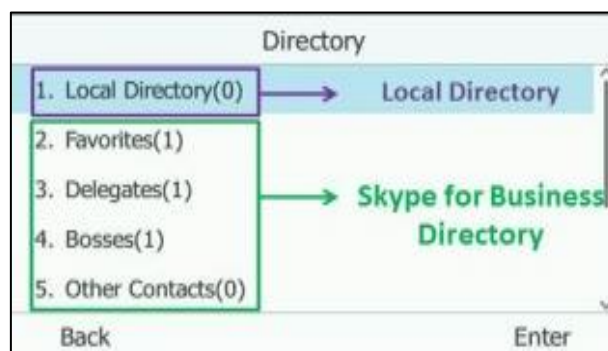 Directory
1. Local Directory(0)
Local Directory
2. Favorites(1)
3. Delegates(1)
4. Bosses(1)
5. Other Contacts(0)
Skype for Business
Directory
Back
Enter